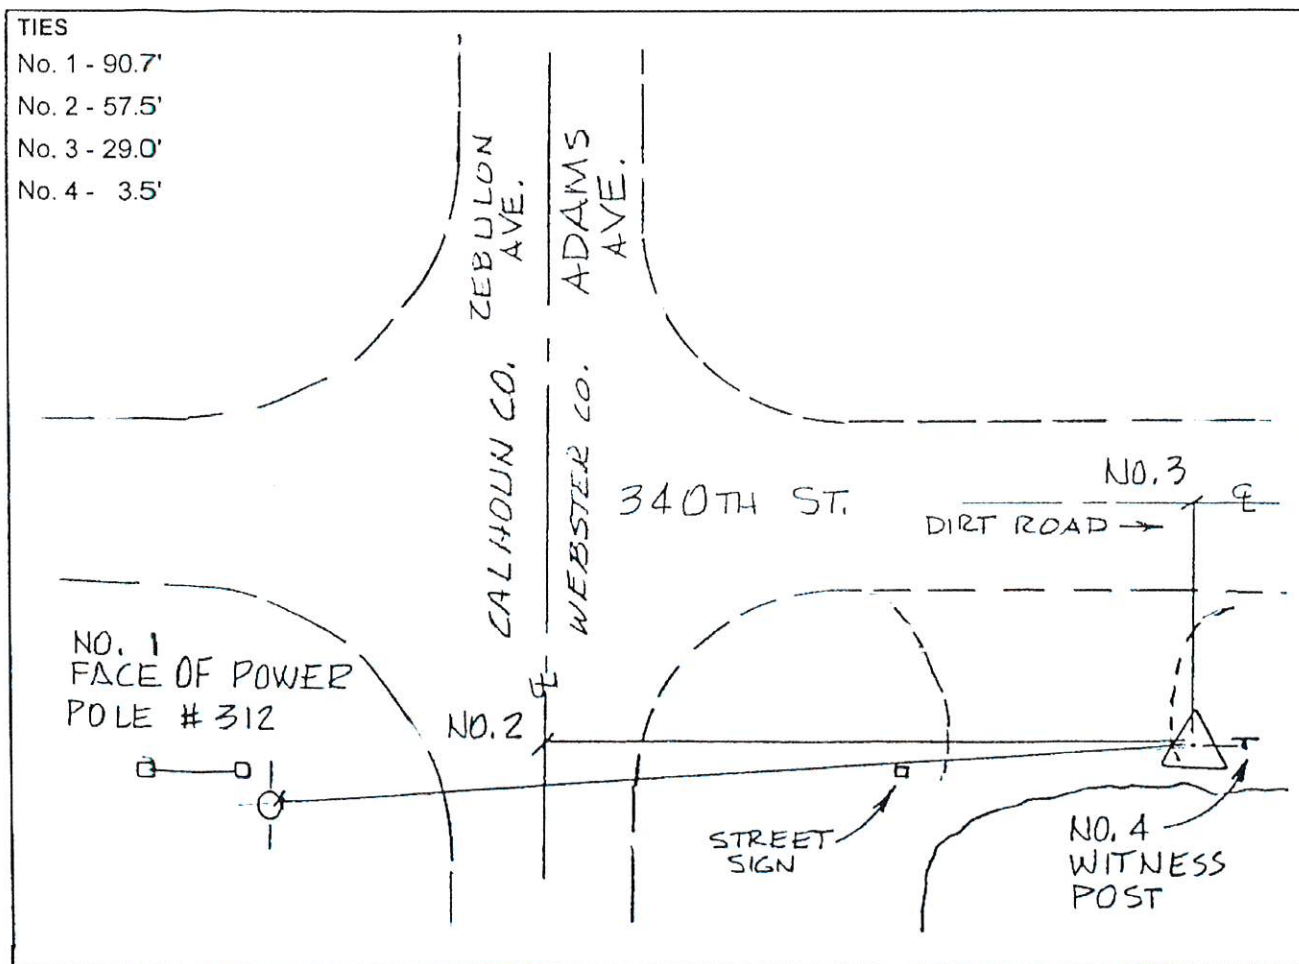 TIES
No. 1 - 90.7'
No. 2 - 57.5'
No. 3 - 29.0'
No. 4 - 3.5'
ZEBULON
AVE.
ADAMS
AVE.
CALHOUN CO.
WEBSTER CO.
340TH ST.
NO. 3
℄
DIRT ROAD
NO. 1
FACE OF POWER
POLE # 312
℄
NO. 2
STREET
SIGN
NO. 4
WITNESS
POST